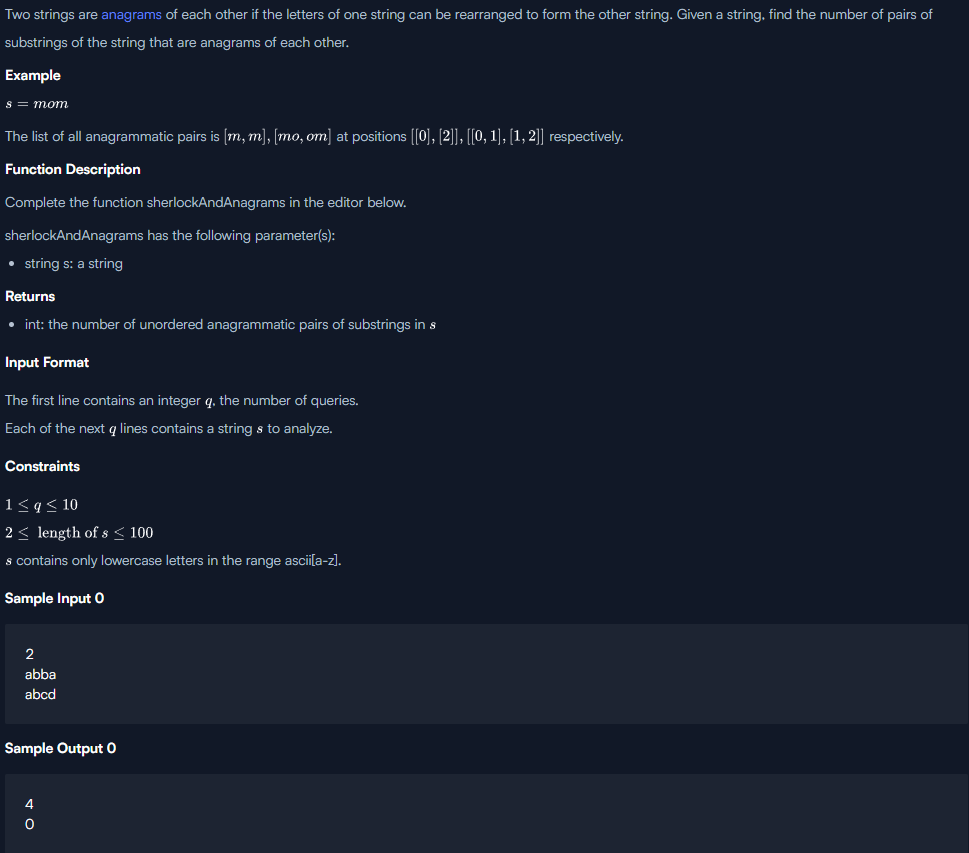 Two strings are anagrams of each other if the letters of one string can be rearranged to form the other string. Given a string, find the number of pairs of
substrings of the string that are anagrams of each other.
Example
s = mom
The list of all anagrammatic pairs is [m, m], [mo, om] at positions [[0], [2]], [[0, 1], [1, 2]] respectively.
Function Description
Complete the function sherlockAndAnagrams in the editor below.
sherlockAndAnagrams has the following parameter(s):
• string s: a string
Returns
• int: the number of unordered anagrammatic pairs of substrings in s
Input Format
The first line contains an integer q, the number of queries.
Each of the next q lines contains a string s to analyze.
Constraints
1 ≤ q ≤ 10
2 ≤ length of s ≤ 100
s contains only lowercase letters in the range ascii[a-z].
Sample Input 0
2
abba
abcd
Sample Output 0
4
0